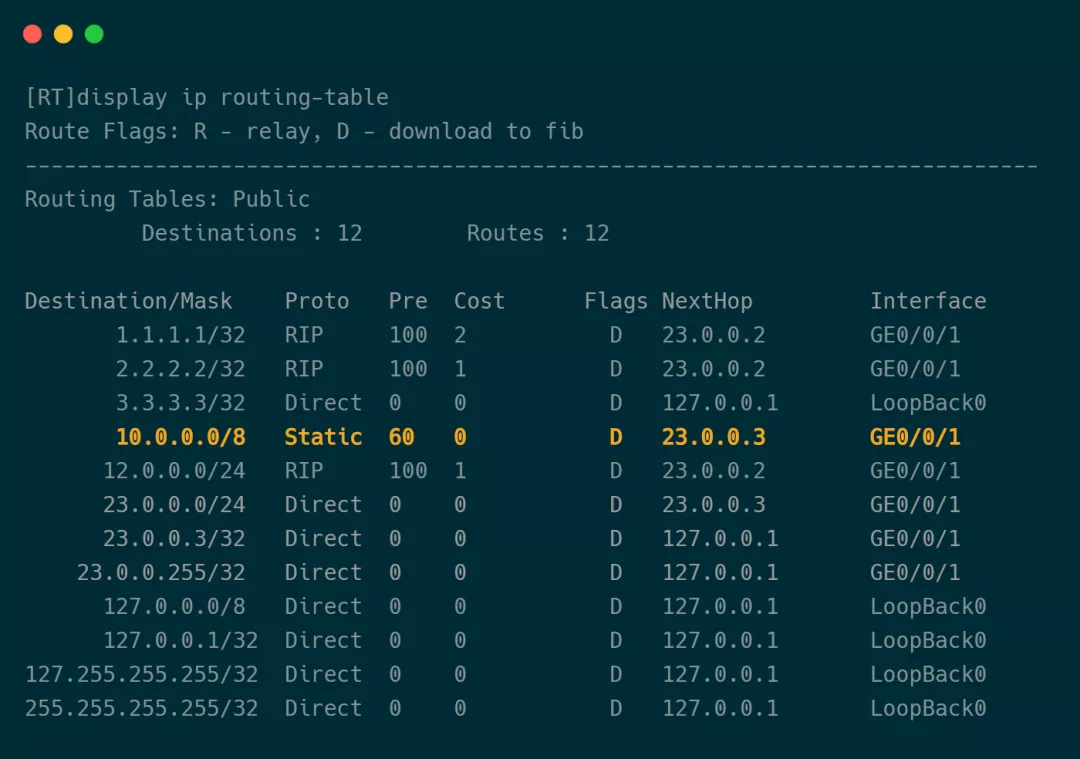 [RT]display ip routing-table
Route Flags: R - relay, D - download to fib
------------------------------------------------------------------------------
Routing Tables: Public
         Destinations : 12        Routes : 12

Destination/Mask    Proto   Pre  Cost      Flags NextHop         Interface
       1.1.1.1/32   RIP     100  2           D   23.0.0.2        GE0/0/1
       2.2.2.2/32   RIP     100  1           D   23.0.0.2        GE0/0/1
       3.3.3.3/32   Direct  0    0           D   127.0.0.1       LoopBack0
       10.0.0.0/8   Static  60   0           D   23.0.0.3        GE0/0/1
      12.0.0.0/24   RIP     100  1           D   23.0.0.2        GE0/0/1
      23.0.0.0/24   Direct  0    0           D   23.0.0.3        GE0/0/1
      23.0.0.3/32   Direct  0    0           D   127.0.0.1       GE0/0/1
    23.0.0.255/32   Direct  0    0           D   127.0.0.1       GE0/0/1
      127.0.0.0/8   Direct  0    0           D   127.0.0.1       LoopBack0
      127.0.0.1/32  Direct  0    0           D   127.0.0.1       LoopBack0
127.255.255.255/32  Direct  0    0           D   127.0.0.1       LoopBack0
255.255.255.255/32  Direct  0    0           D   127.0.0.1       LoopBack0